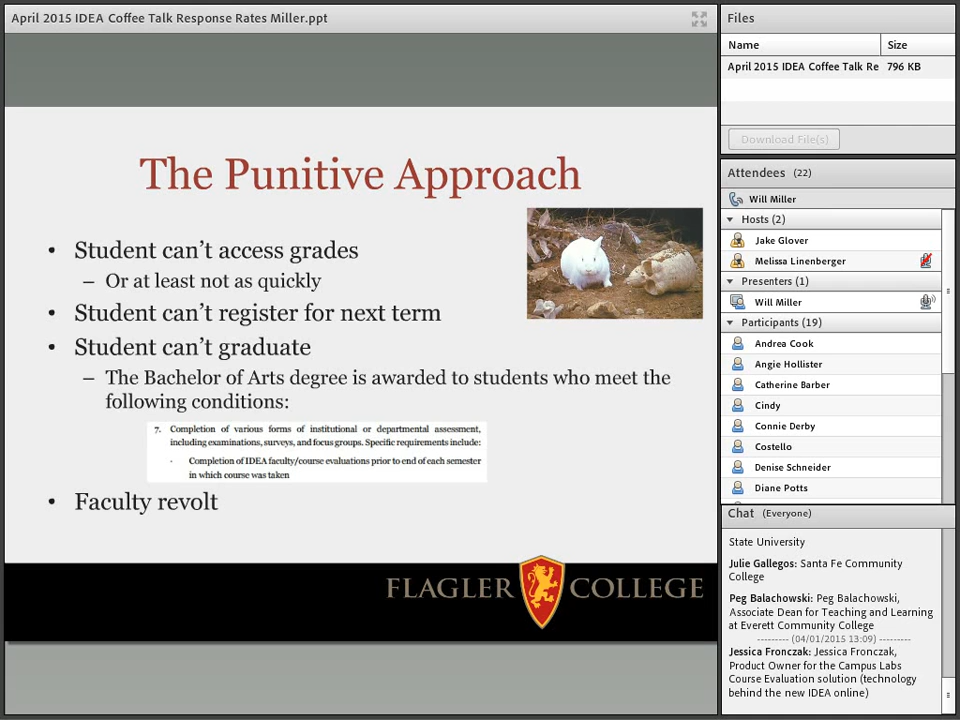 April 2015 IDEA Coffee Talk Response Rates Miller.ppt
The Punitive Approach
• Student can't access grades
– Or at least not as quickly
• Student can't register for next term
• Student can't graduate
– The Bachelor of Arts degree is awarded to students who meet the
following conditions:
7. Completion of various forms of institutional or departmental assessment,
including examinations, surveys, and focus groups. Specific requirements include:
· Completion of IDEA faculty/course evaluations prior to end of each semester
in which course was taken
• Faculty revolt
FLAGLER COLLEGE
Files
Name Size
April 2015 IDEA Coffee Talk Re 796 KB
Download File(s)
Attendees (22)
Will Miller
Hosts (2)
Jake Glover
Melissa Linenberger
Presenters (1)
Will Miller
Participants (19)
Andrea Cook
Angie Hollister
Catherine Barber
Cindy
Connie Derby
Costello
Denise Schneider
Diane Potts
Chat (Everyone)
State University
Julie Gallegos: Santa Fe Community
College
Peg Balachowski: Peg Balachowski,
Associate Dean for Teaching and Learning
at Everett Community College
--------- (04/01/2015 13:09) ---------
Jessica Fronczak: Jessica Fronczak,
Product Owner for the Campus Labs
Course Evaluation solution (technology
behind the new IDEA online)